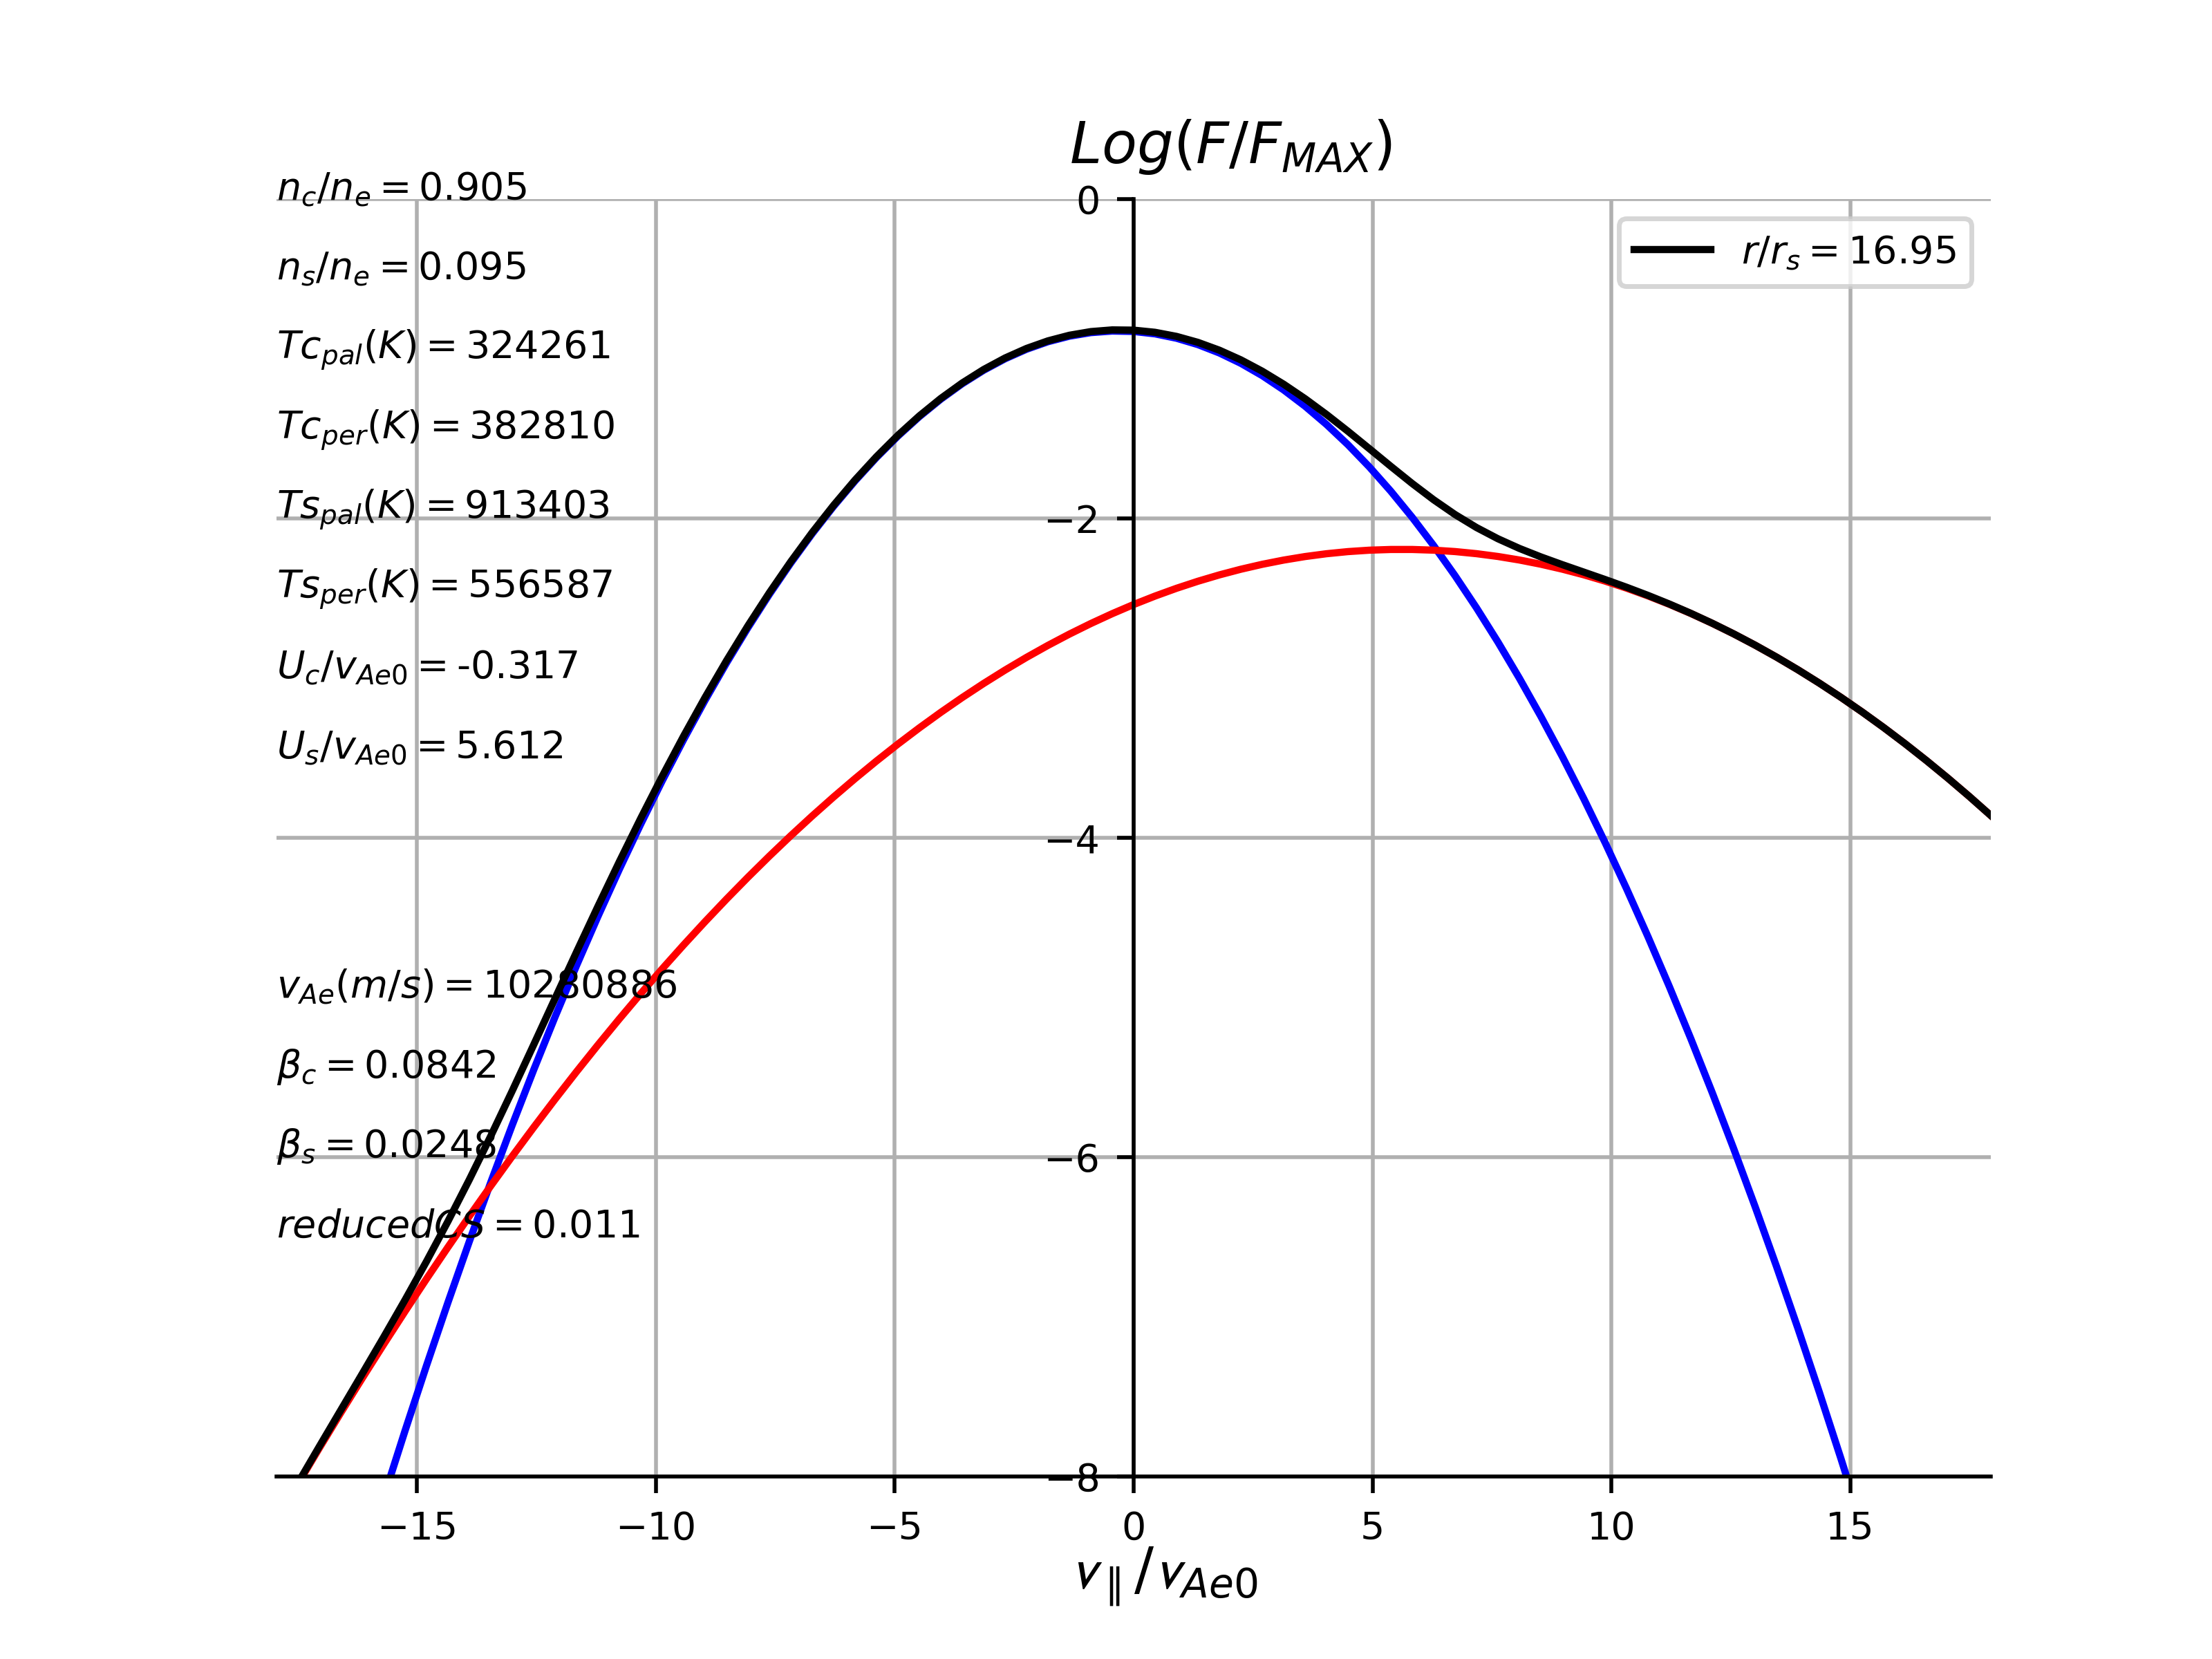 Log(F/F_MAX)
n_c/n_e = 0.905
0
r/r_s = 16.95
n_s/n_e = 0.095
Tc_pal(K) = 324261
Tc_per(K) = 382810
Ts_pal(K) = 913403
−2
Ts_per(K) = 556587
U_c/v_Ae0 = -0.317
U_s/v_Ae0 = 5.612
−4
v_Ae(m/s) = 10280886
β_c = 0.0842
β_s = 0.0248
−6
reducedCS = 0.011
−8
−15 −10 −5 0 5 10 15
v_∥/v_Ae0